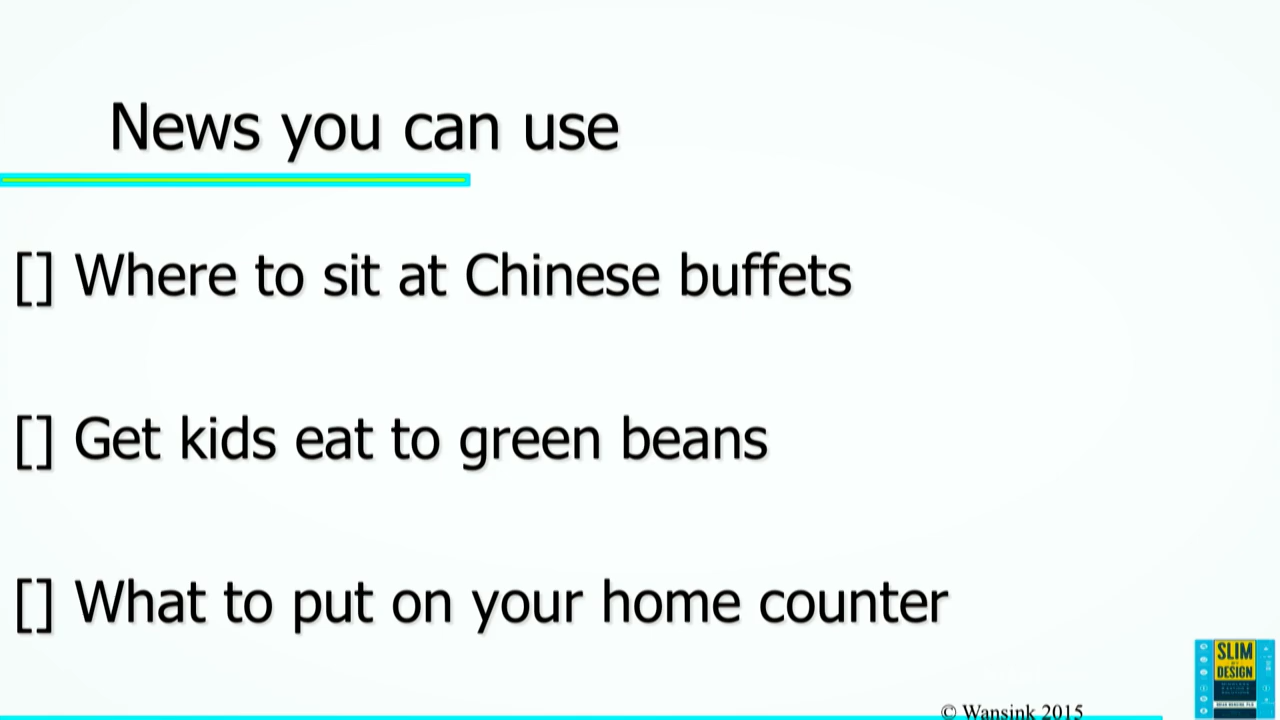 News you can use
[] Where to sit at Chinese buffets
[] Get kids eat to green beans
[] What to put on your home counter
SLIM
DESIGN
© Wansink 2015